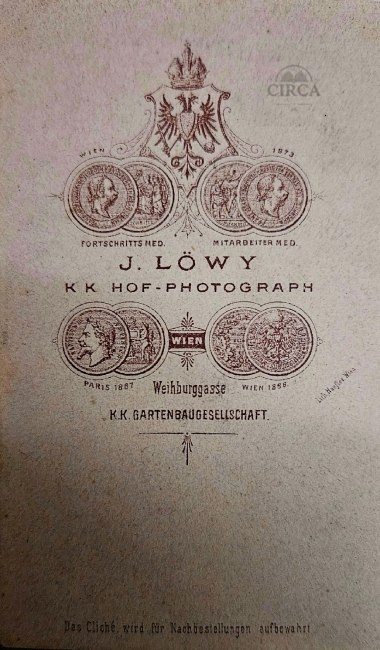 CIRCA
WIEN 1873
FORTSCHRITTS MED. MITARBEITER MED.
J. LÖWY
K K HOF-PHOTOGRAPH
WIEN
PARIS 1867 Weihburggasse WIEN 1866.
K.K. GARTENBAUGESELLSCHAFT.
Das Cliché wird für Nachbestellungen aufbewahrt